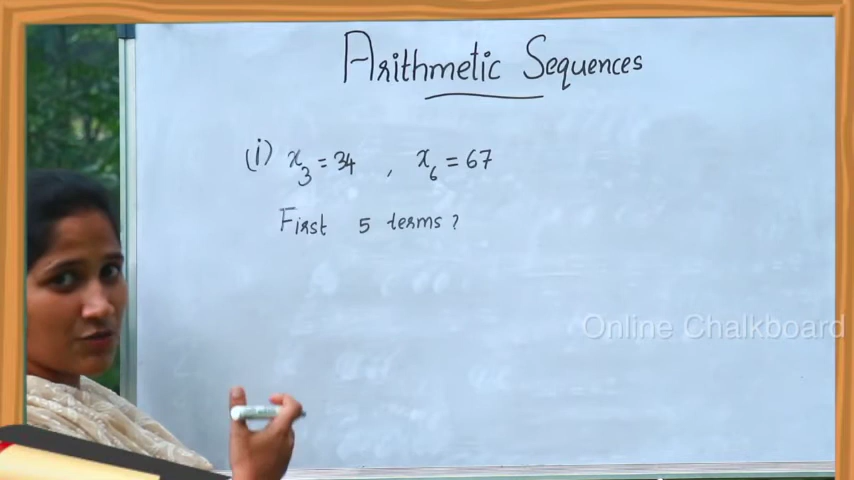 Arithmetic Sequences
(i) x₃ = 34 , x₆ = 67
First 5 terms ?
Online Chalkboard